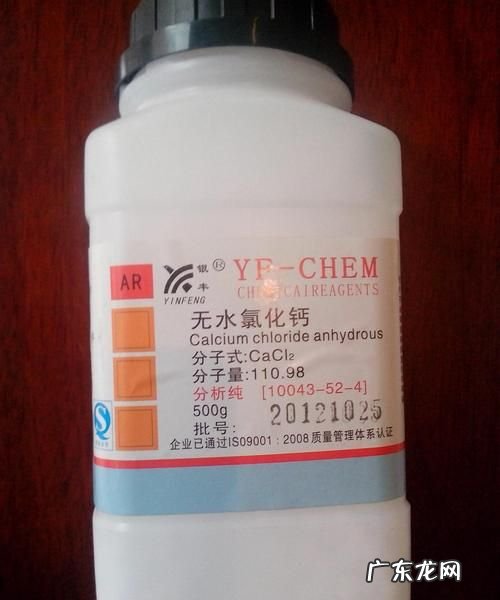 AR
银丰®
YINFENG
YF-CHEM
CHEMICAIREAGENTS
无水氯化钙
Calcium chloride anhydrous
分子式:CaCl₂
分子量:110.98
分析纯 [10043-52-4]
500g
批号: 20121025
企业已通过IS09001:2008质量管理体系认证
QS
广东龙网